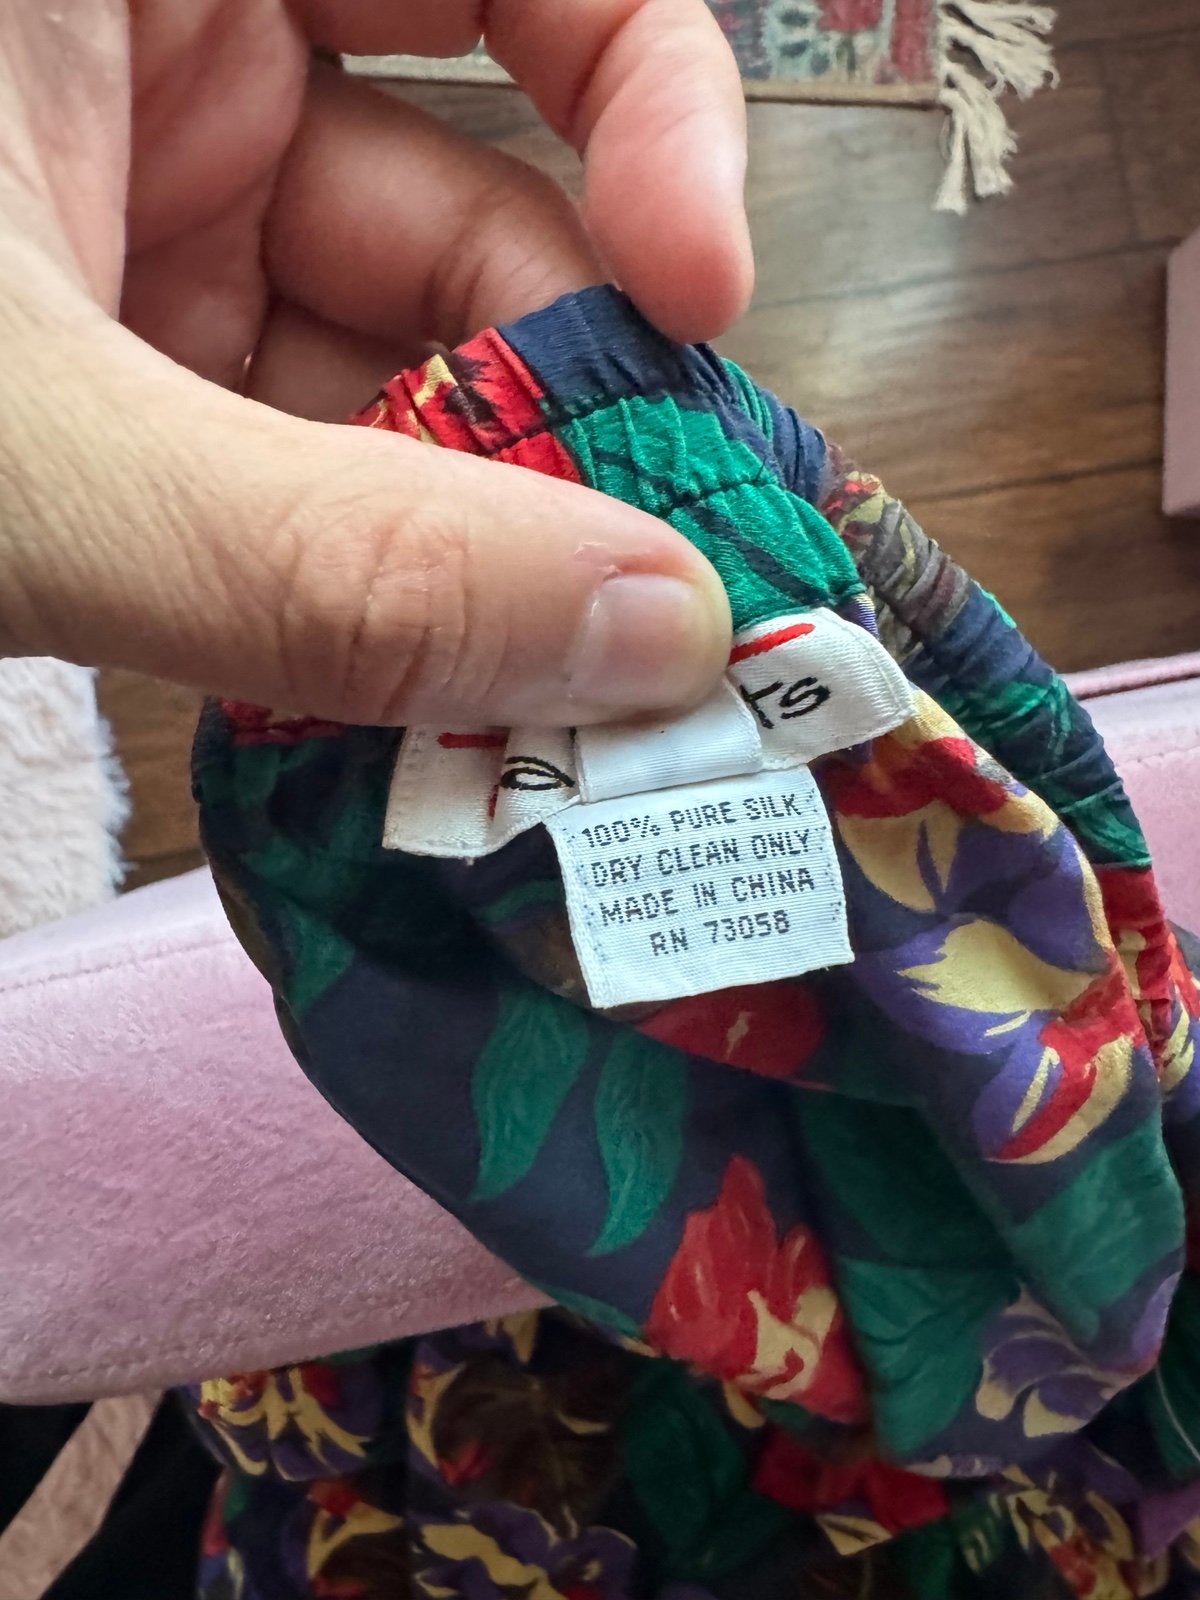 100% PURE SILK
DRY CLEAN ONLY
MADE IN CHINA
RN 73058